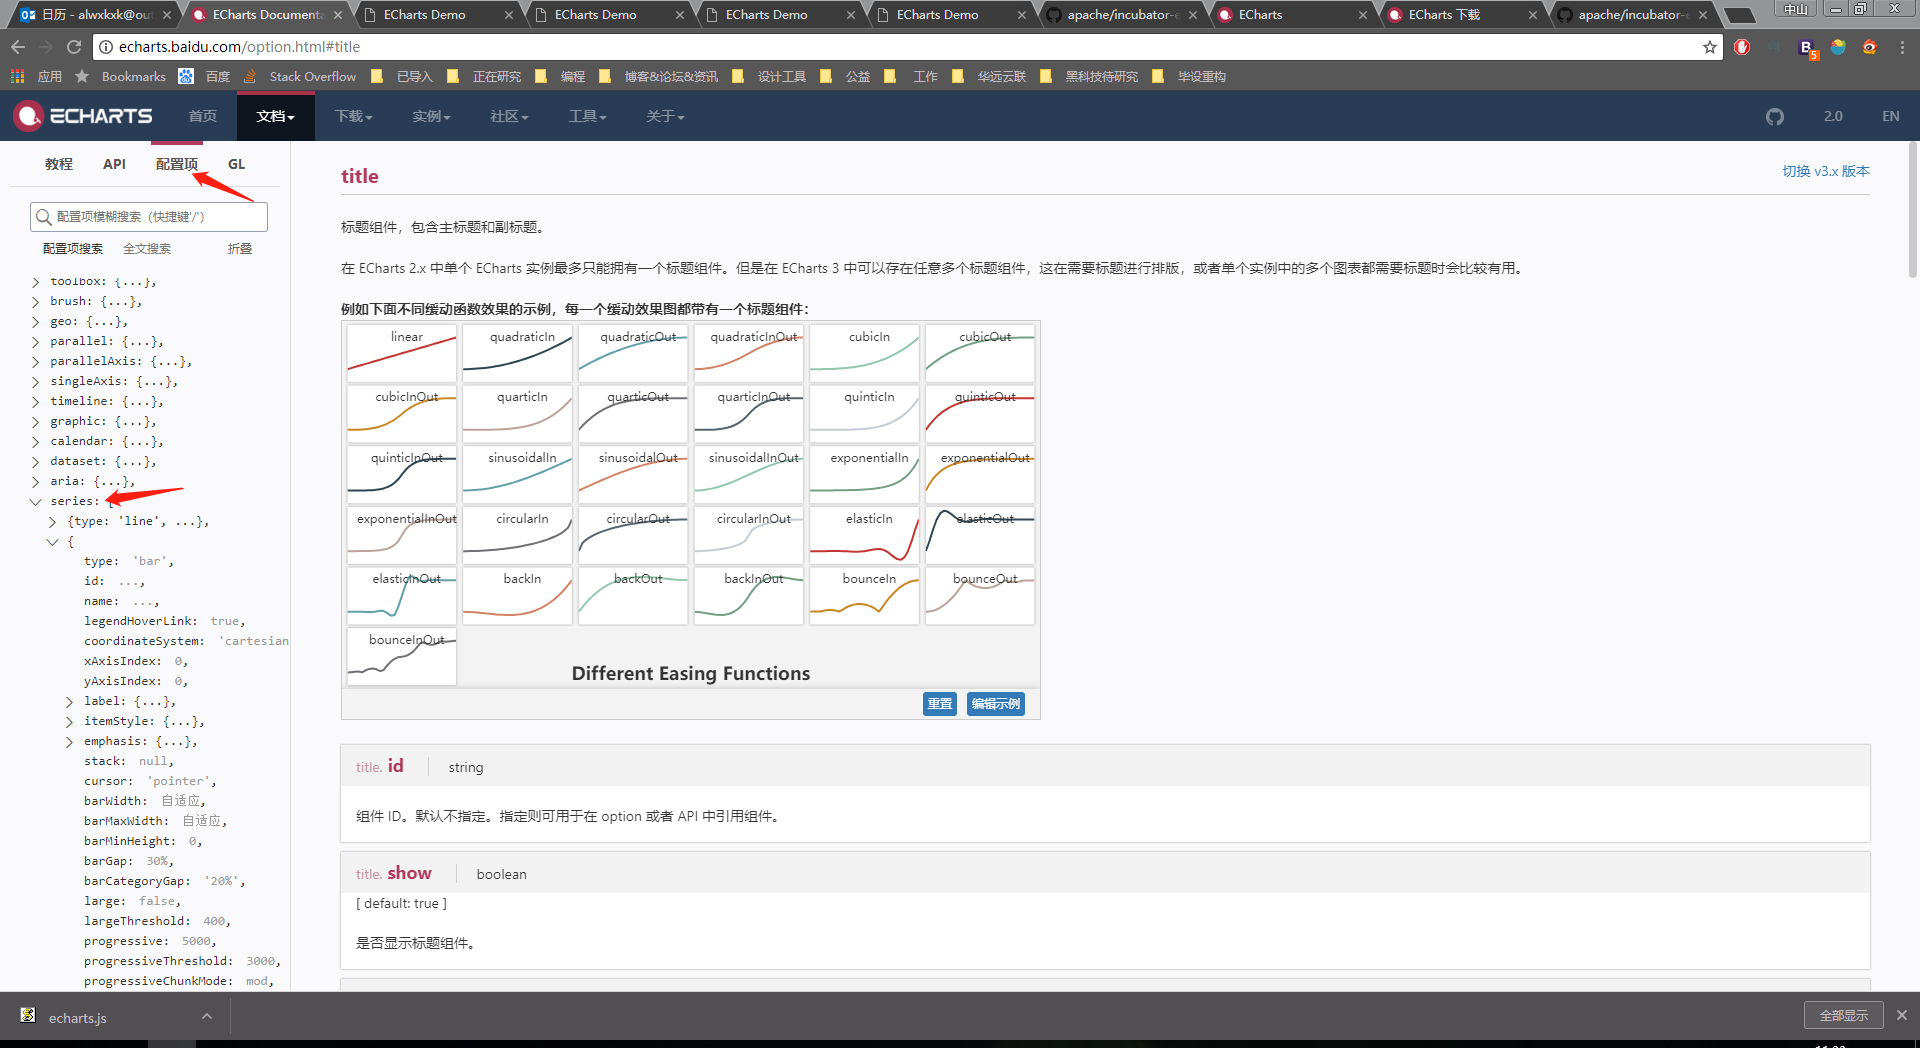 日历 - alwxkxk@out
ECharts Documenta
ECharts Demo
ECharts Demo
ECharts Demo
ECharts Demo
apache/incubator-e
ECharts
ECharts 下载
apache/incubator-e
中山
echarts.baidu.com/option.html#title
B
5
应用
Bookmarks
百度
Stack Overflow
已导入
正在研究
编程
博客&论坛&资讯
设计工具
公益
工作
华远云联
黑科技待研究
毕设重构
ECHARTS
首页
文档
下载
实例
社区
工具
关于
2.0
EN
教程
API
配置项
GL
配置项模糊搜索（快捷键'/'）
配置项搜索
全文搜索
折叠
toolbox: {...},
brush: {...},
geo: {...},
parallel: {...},
parallelAxis: {...},
singleAxis: {...},
timeline: {...},
graphic: {...},
calendar: {...},
dataset: {...},
aria: {...},
series: [
{type: 'line', ...},
{
type: 'bar',
id: ...,
name: ...,
legendHoverLink: true,
coordinateSystem: 'cartesian
xAxisIndex: 0,
yAxisIndex: 0,
label: {...},
itemStyle: {...},
emphasis: {...},
stack: null,
cursor: 'pointer',
barWidth: 自适应,
barMaxWidth: 自适应,
barMinHeight: 0,
barGap: 30%,
barCategoryGap: '20%',
large: false,
largeThreshold: 400,
progressive: 5000,
progressiveThreshold: 3000,
progressiveChunkMode: mod,
title
切换 v3.x 版本
标题组件，包含主标题和副标题。
在 ECharts 2.x 中单个 ECharts 实例最多只能拥有一个标题组件。但是在 ECharts 3 中可以存在任意多个标题组件，这在需要标题进行排版，或者单个实例中的多个图表都需要标题时会比较有用。
例如下面不同缓动函数效果的示例，每一个缓动效果图都带有一个标题组件：
linear
quadraticIn
quadraticOut
quadraticInOut
cubicIn
cubicOut
cubicInOut
quarticIn
quarticOut
quarticInOut
quinticIn
quinticOut
quinticInOut
sinusoidalIn
sinusoidalOut
sinusoidalInOut
exponentialIn
exponentialOut
exponentialInOut
circularIn
circularOut
circularInOut
elasticIn
elasticOut
elasticInOut
backIn
backOut
backInOut
bounceIn
bounceOut
bounceInOut
Different Easing Functions
重置
编辑示例
title. id
string
组件 ID。默认不指定。指定则可用于在 option 或者 API 中引用组件。
title. show
boolean
[ default: true ]
是否显示标题组件。
echarts.js
全部显示